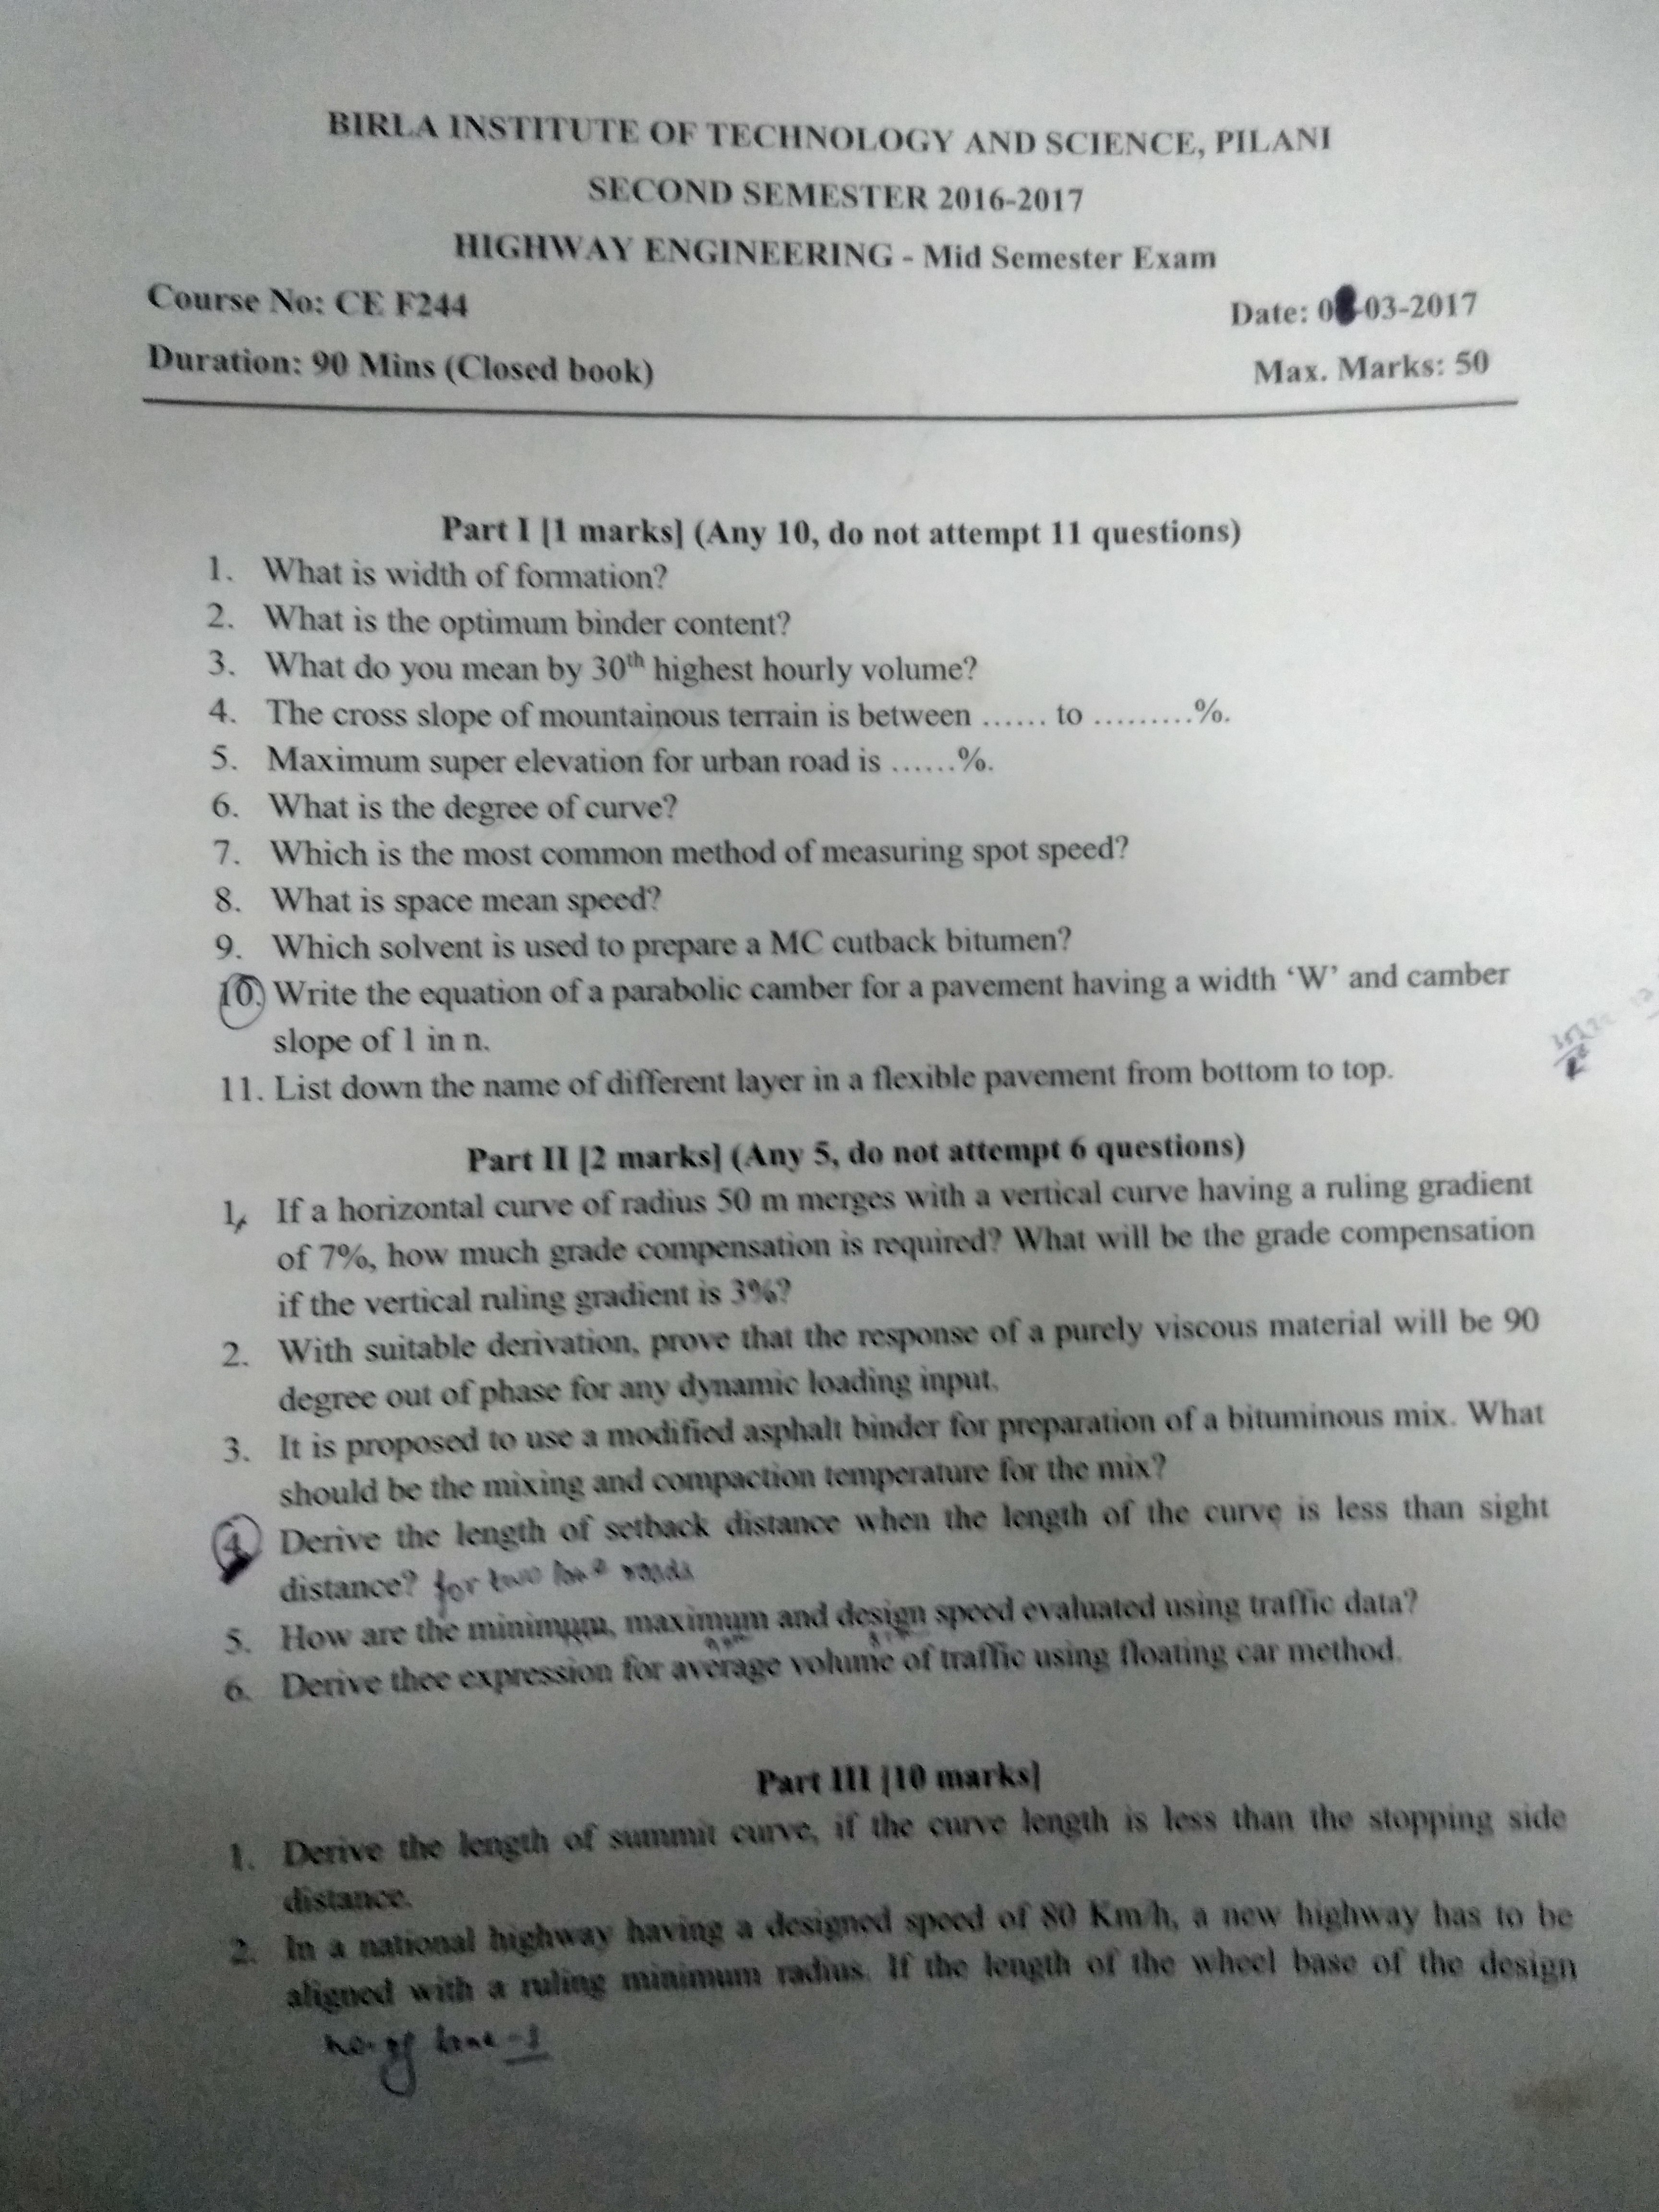 BIRLA INSTITUTE OF TECHNOLOGY AND SCIENCE, PILANI
SECOND SEMESTER 2016-2017
HIGHWAY ENGINEERING - Mid Semester Exam
Course No: CE F244
Date: 08-03-2017
Duration: 90 Mins (Closed book)
Max. Marks: 50
Part I [1 marks] (Any 10, do not attempt 11 questions)
1. What is width of formation?
2. What is the optimum binder content?
3. What do you mean by 30th highest hourly volume?
4. The cross slope of mountainous terrain is between ...... to .........%.
5. Maximum super elevation for urban road is ......%.
6. What is the degree of curve?
7. Which is the most common method of measuring spot speed?
8. What is space mean speed?
9. Which solvent is used to prepare a MC cutback bitumen?
10. Write the equation of a parabolic camber for a pavement having a width ‘W’ and camber
slope of 1 in n.
11. List down the name of different layer in a flexible pavement from bottom to top.
Part II [2 marks] (Any 5, do not attempt 6 questions)
1. If a horizontal curve of radius 50 m merges with a vertical curve having a ruling gradient
of 7%, how much grade compensation is required? What will be the grade compensation
if the vertical ruling gradient is 3%?
2. With suitable derivation, prove that the response of a purely viscous material will be 90
degree out of phase for any dynamic loading input.
3. It is proposed to use a modified asphalt binder for preparation of a bituminous mix. What
should be the mixing and compaction temperature for the mix?
4. Derive the length of setback distance when the length of the curve is less than sight
distance? for two lane roads
5. How are the minimum, maximum and design speed evaluated using traffic data?
6. Derive thee expression for average volume of traffic using floating car method.
Part III [10 marks]
1. Derive the length of summit curve, if the curve length is less than the stopping side
distance.
2. In a national highway having a designed speed of 80 Km/h, a new highway has to be
aligned with a ruling minimum radius. If the length of the wheel base of the design
no. of lane